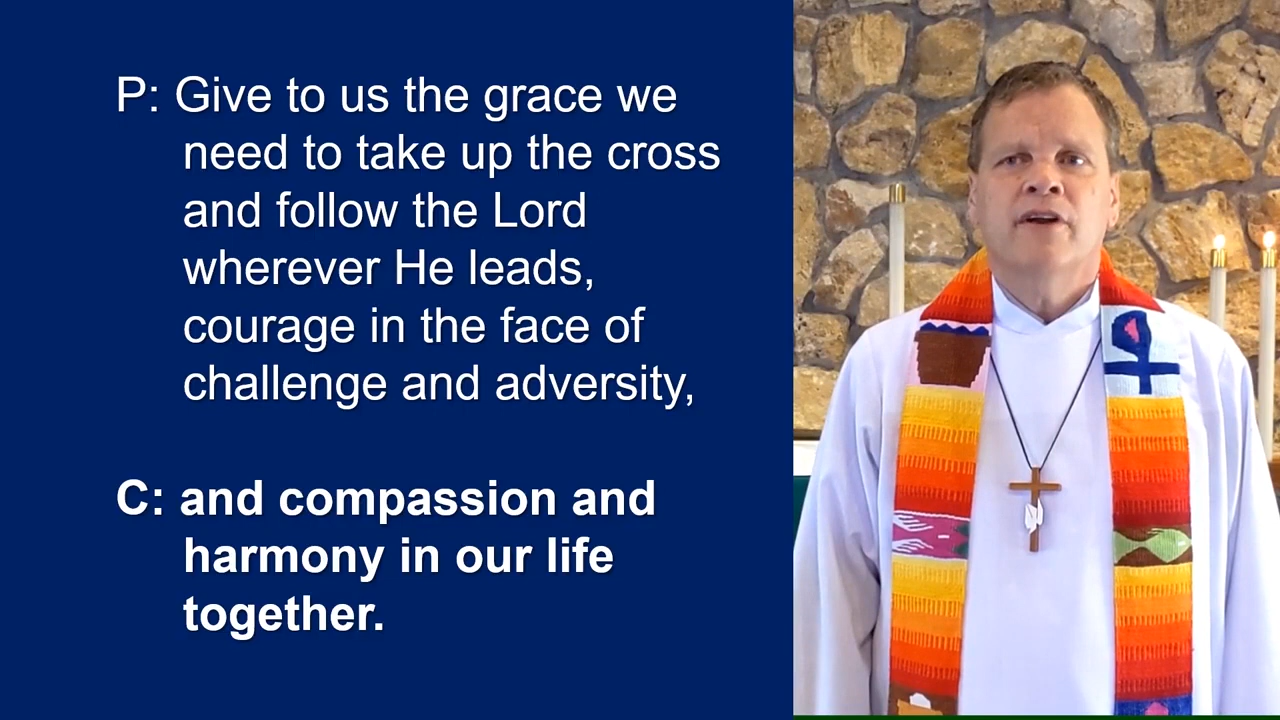 P: Give to us the grace we
need to take up the cross
and follow the Lord
wherever He leads,
courage in the face of
challenge and adversity,
C: and compassion and
harmony in our life
together.